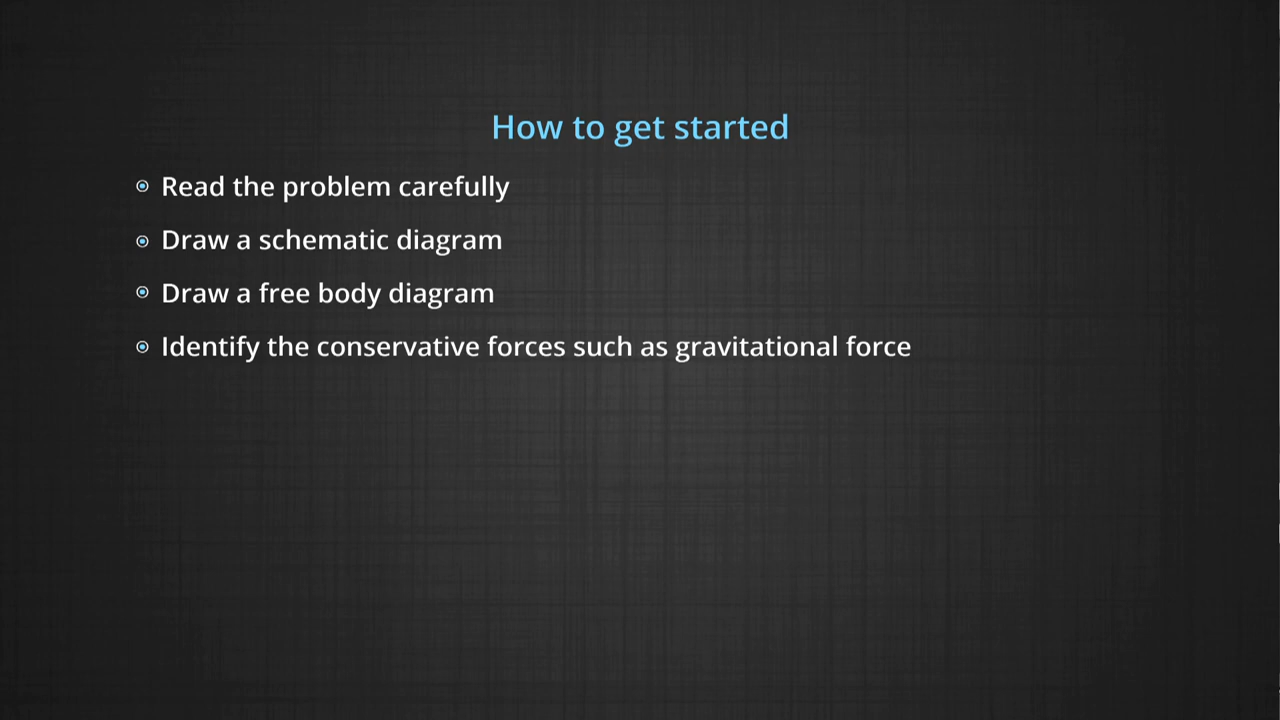 How to get started
Read the problem carefully
Draw a schematic diagram
Draw a free body diagram
Identify the conservative forces such as gravitational force